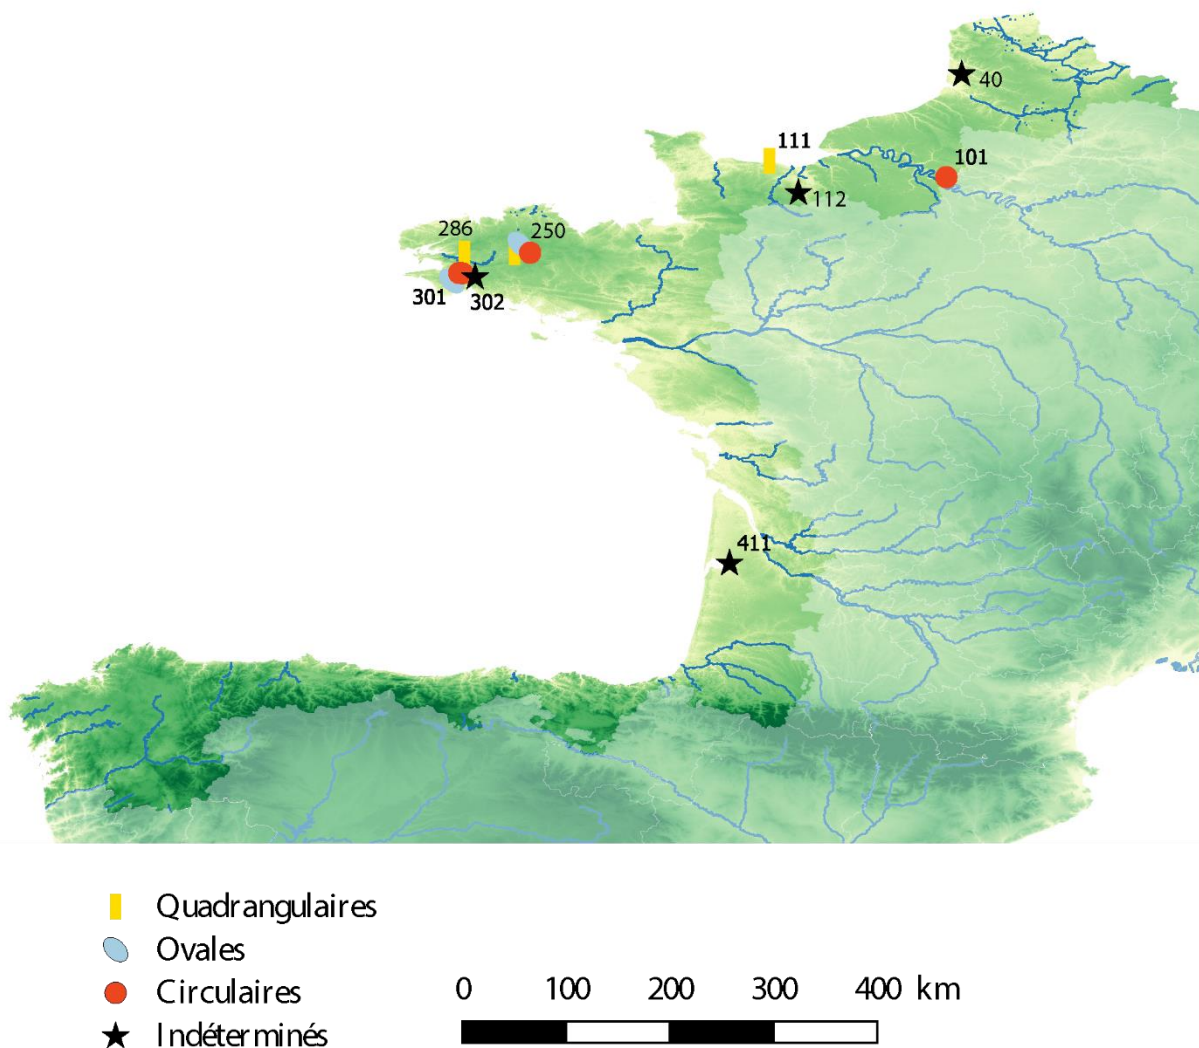 40
111
101
112
286
250
301
302
411
Quadrangulaires
Ovales
Circulaires
Indéterminés
0 100 200 300 400 km